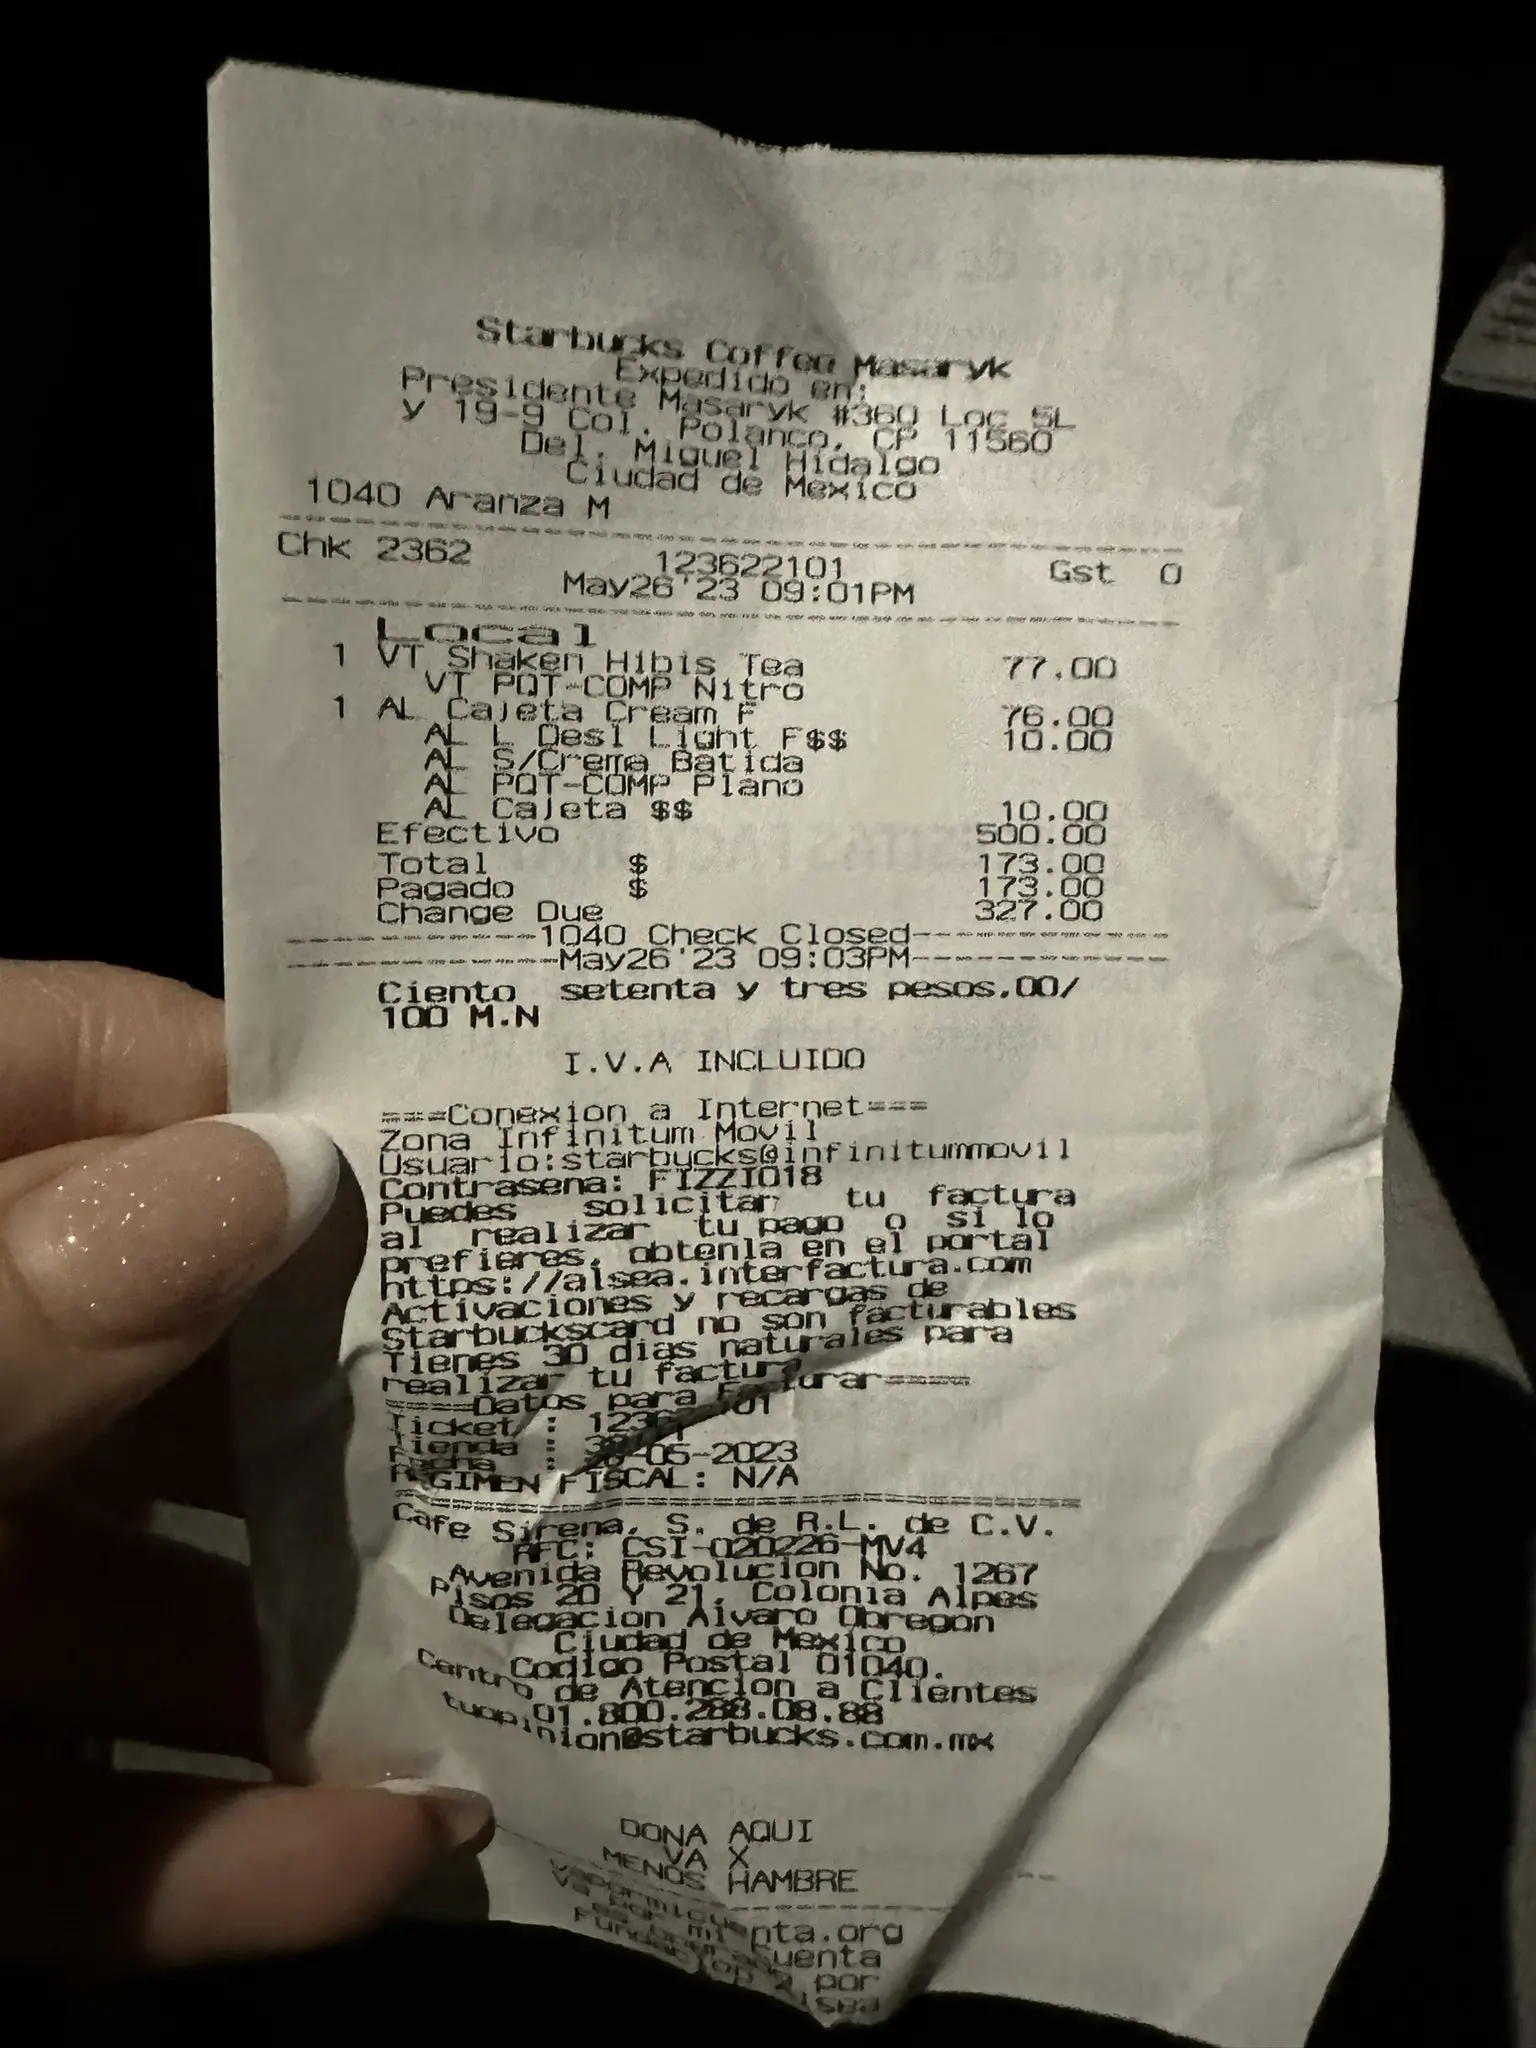 Starbucks Coffee Masaryk
Expedido en:
Presidente Masaryk #360 Loc SL
y 19-9 Col. Polanco, CP 11560
Del. Miguel Hidalgo
Ciudad de Mexico
1040 Aranza M
Chk 2362 123622101 Gst 0
May26'23 09:01PM
Local
1 VT Shaken Hibis Tea 77.00
VT PQT-COMP Nitro
1 AL Cajeta Cream F 76.00
AL L Desl Light F$$ 10.00
AL S/Crema Batida
AL PQT-COMP Plano
AL Cajeta $$ 10.00
Efectivo 500.00
Total $ 173.00
Pagado $ 173.00
Change Due 327.00
------------1040 Check Closed------------
------------May26'23 09:03PM------------
Ciento setenta y tres pesos.00/
100 M.N
I.V.A INCLUIDO
===Conexion a Internet===
Zona Infinitum Movil
Usuario:starbucks@infinitummovil
Contrasena: FIZZIO18
Puedes solicitar tu factura
al realizar tu pago o si lo
prefieres, obtenla en el portal
https://alsea.interfactura.com
Activaciones y recargas de
Starbuckscard no son facturables
Tienes 30 dias naturales para
realizar tu factura
====Datos para Facturar====
Ticket :
Tienda :
Fecha : -05-2023
REGIMEN FISCAL: N/A
Cafe Sirena, S. de R.L. de C.V.
RFC: CSI-020226-MV4
Avenida Revolucion No. 1267
Pisos 20 Y 21, Colonia Alpes
Delegacion Alvaro Obregon
Ciudad de Mexico
Codigo Postal 01040.
Centro de Atencion a Clientes
01.800.288.08.88
tuopinion@starbucks.com.mx
DONA AQUI
VA X
MENOS HAMBRE